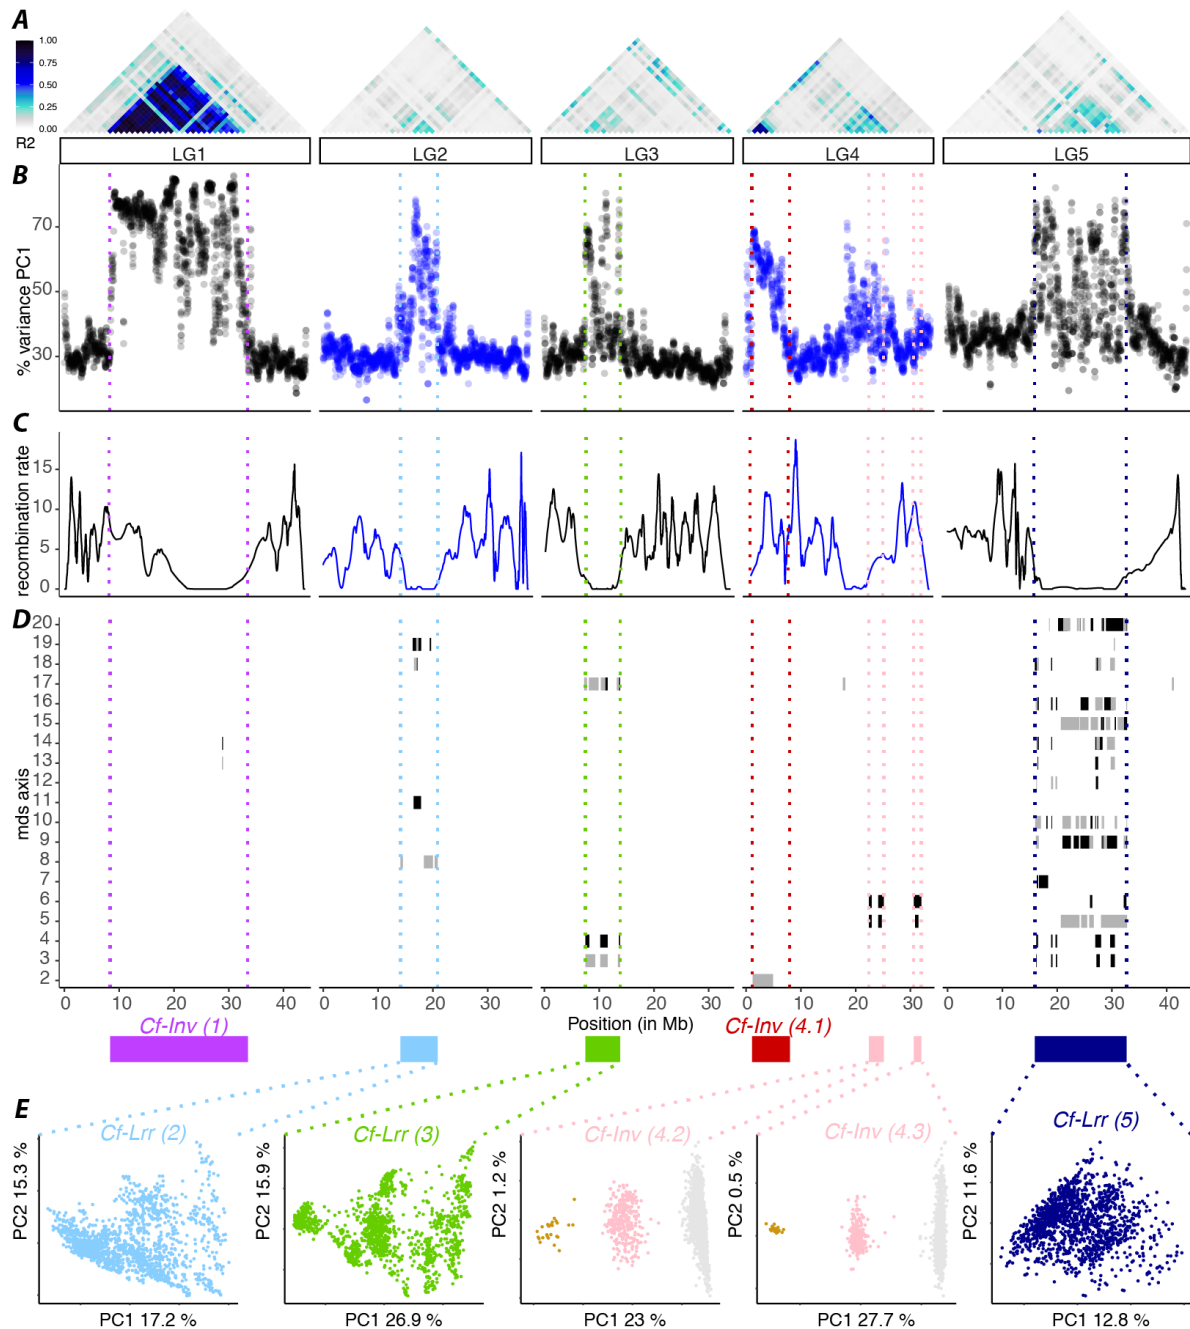 A
1.00
0.75
0.50
0.25
0.00
R2
LG1 LG2 LG3 LG4 LG5
B
% variance PC1
70
50
30
C
recombination rate
15
10
5
0
D
mds axis
20
19
18
17
16
15
14
13
12
11
10
9
8
7
6
5
4
3
2
0 10 20 30 40 0 10 20 30 0 10 20 30 0 10 20 30 0 10 20 30 40
Position (in Mb)
Cf-Inv (1) Cf-Inv (4.1)
E
Cf-Lrr (2) Cf-Lrr (3) Cf-Inv (4.2) Cf-Inv (4.3) Cf-Lrr (5)
PC2 15.3 % PC2 15.9 % PC2 1.2 % PC2 0.5 % PC2 11.6 %
PC1 17.2 % PC1 26.9 % PC1 23 % PC1 27.7 % PC1 12.8 %